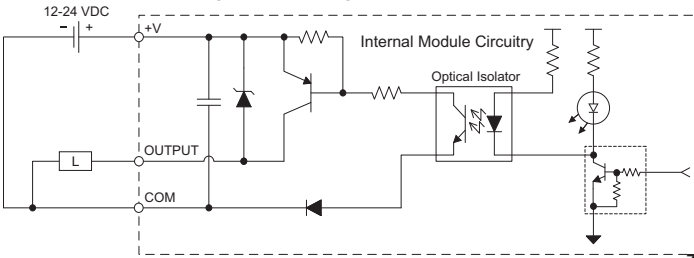 12-24 VDC
− +
+V
Internal Module Circuitry
Optical Isolator
OUTPUT
L
COM